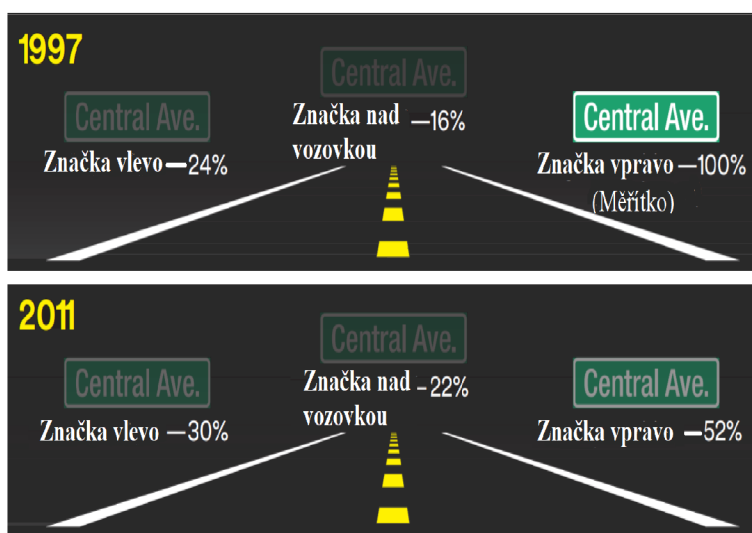 1997
Central Ave.
Značka nad
vozovkou —16%
Central Ave.
Značka vlevo —24%
Central Ave.
Značka vpravo —100%
(Měřítko)
2011
Central Ave.
Značka nad -22%
vozovkou
Central Ave.
Značka vlevo —30%
Central Ave.
Značka vpravo —52%